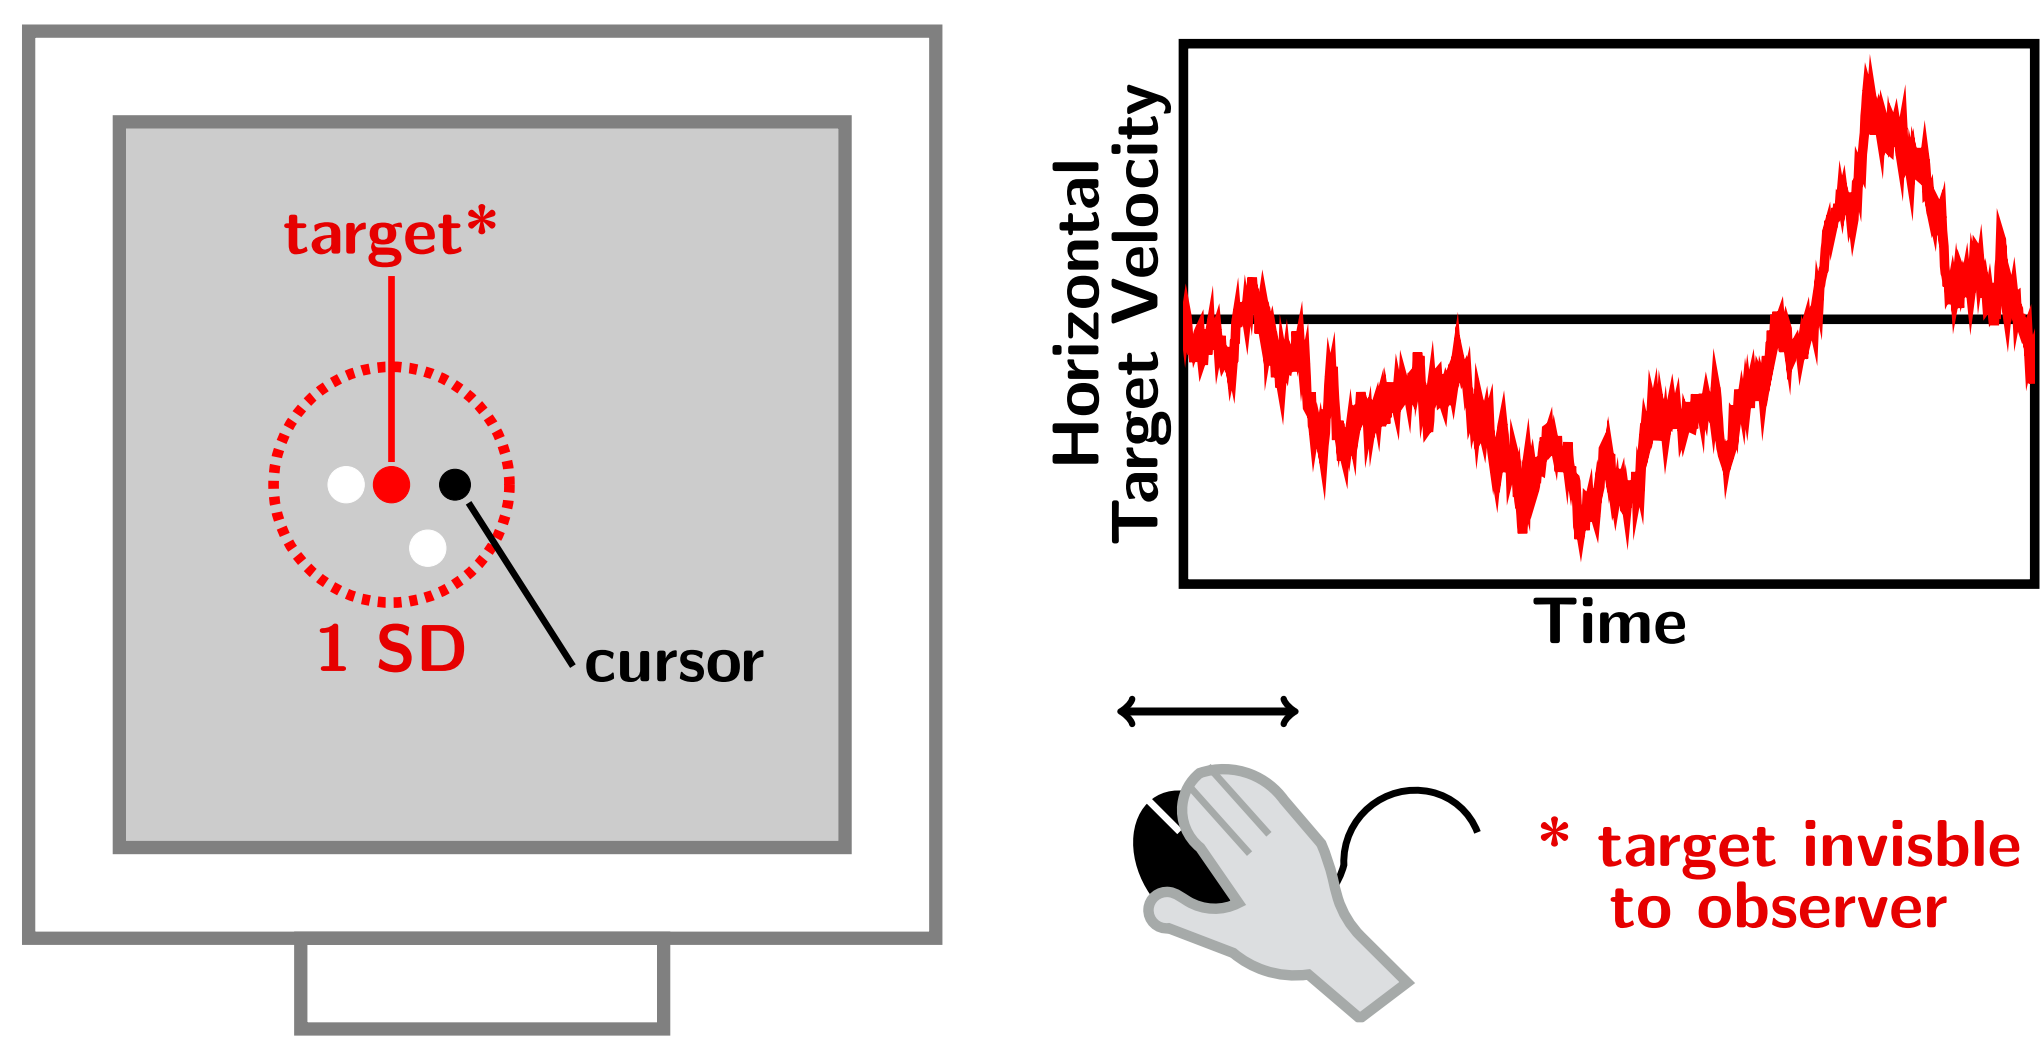 target*
1 SD
cursor
Horizontal
Target Velocity
Time
* target invisble
to observer